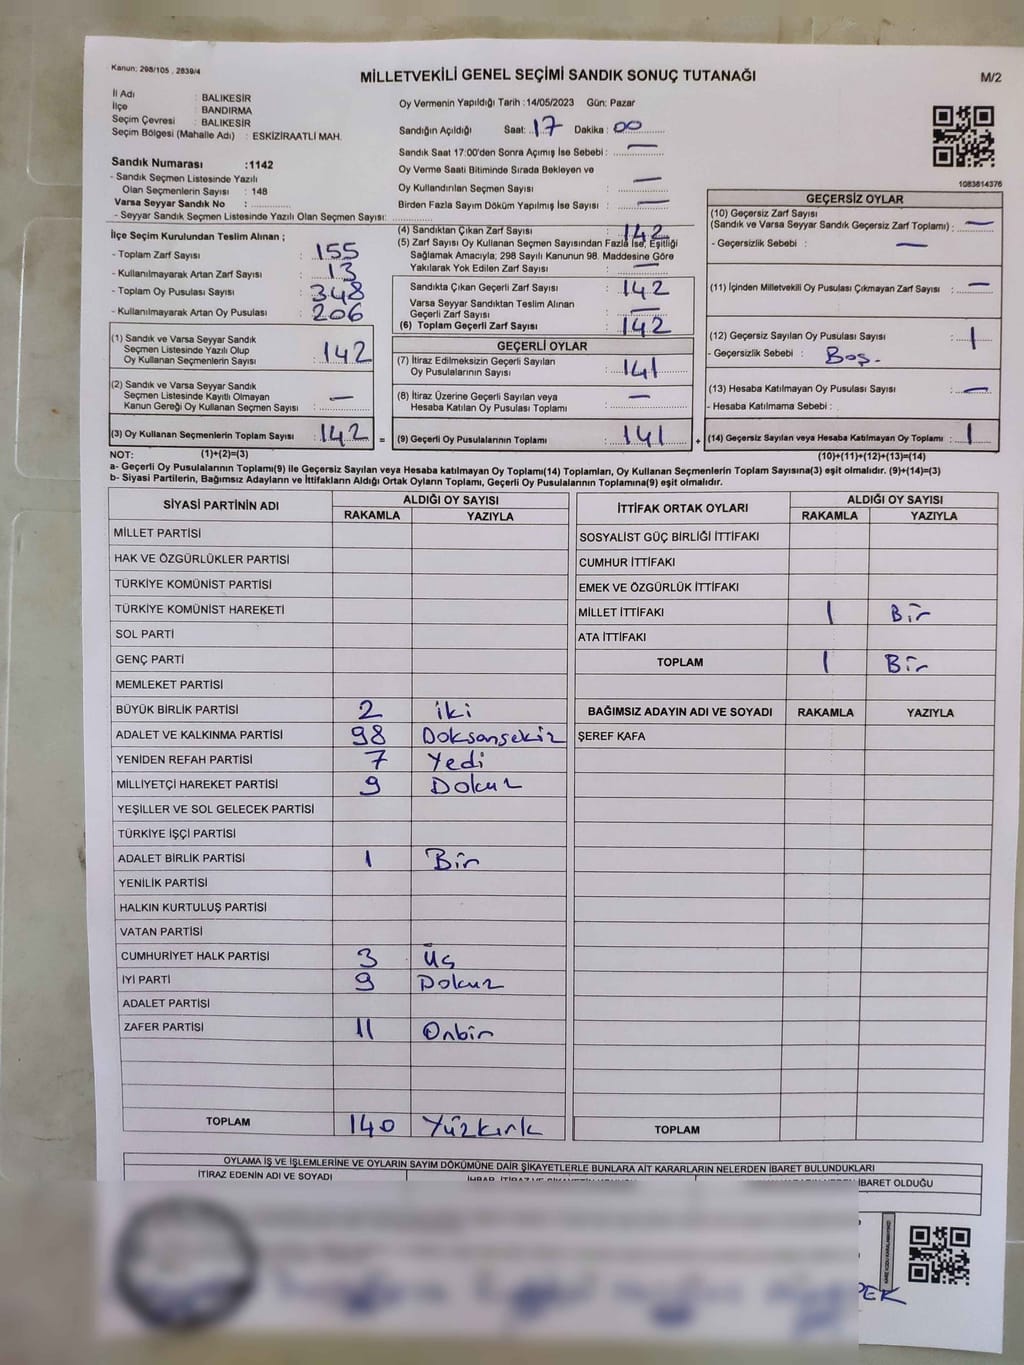 Kanun: 298/105 , 2839/4
MİLLETVEKİLİ GENEL SEÇİMİ SANDIK SONUÇ TUTANAĞI
M/2
İl Adı : BALIKESİR
İlçe : BANDIRMA
Seçim Çevresi : BALIKESİR
Seçim Bölgesi (Mahalle Adı) : ESKİZİRAATLİ MAH.
Sandık Numarası :1142
- Sandık Seçmen Listesinde Yazılı
Olan Seçmenlerin Sayısı : 148
Varsa Seyyar Sandık No :
- Seyyar Sandık Seçmen Listesinde Yazılı Olan Seçmen Sayısı:
Oy Vermenin Yapıldığı Tarih :14/05/2023 Gün: Pazar
Sandığın Açıldığı Saat: 17 Dakika : 00
Sandık Saat 17:00'den Sonra Açılmış İse Sebebi : —
Oy Verme Saati Bitiminde Sırada Bekleyen ve
Oy Kullandırılan Seçmen Sayısı : —
Birden Fazla Sayım Döküm Yapılmış İse Sayısı : —
1083814376
İlçe Seçim Kurulundan Teslim Alınan ;
- Toplam Zarf Sayısı : 155
- Kullanılmayarak Artan Zarf Sayısı : 13
- Toplam Oy Pusulası Sayısı : 348
- Kullanılmayarak Artan Oy Pusulası : 206
(1) Sandık ve Varsa Seyyar Sandık
Seçmen Listesinde Yazılı Olup
Oy Kullanan Seçmenlerin Sayısı : 142
(2) Sandık ve Varsa Seyyar Sandık
Seçmen Listesinde Kayıtlı Olmayan
Kanun Gereği Oy Kullanan Seçmen Sayısı : —
(3) Oy Kullanan Seçmenlerin Toplam Sayısı : 142 =
(4) Sandıktan Çıkan Zarf Sayısı : 142
(5) Zarf Sayısı Oy Kullanan Seçmen Sayısından Fazla İse, Eşitliği
Sağlamak Amacıyla, 298 Sayılı Kanunun 98. Maddesine Göre
Yakılarak Yok Edilen Zarf Sayısı : —
Sandıkta Çıkan Geçerli Zarf Sayısı : 142
Varsa Seyyar Sandıktan Teslim Alınan
Geçerli Zarf Sayısı : —
(6) Toplam Geçerli Zarf Sayısı : 142
GEÇERLİ OYLAR
(7) İtiraz Edilmeksizin Geçerli Sayılan
Oy Pusulalarının Sayısı : 141
(8) İtiraz Üzerine Geçerli Sayılan veya
Hesaba Katılan Oy Pusulası Toplamı : —
(9) Geçerli Oy Pusulalarının Toplamı : 141 +
GEÇERSİZ OYLAR
(10) Geçersiz Zarf Sayısı
(Sandık ve Varsa Seyyar Sandık Geçersiz Zarf Toplamı) : —
- Geçersizlik Sebebi : —
(11) İçinden Milletvekili Oy Pusulası Çıkmayan Zarf Sayısı : —
(12) Geçersiz Sayılan Oy Pusulası Sayısı : 1
- Geçersizlik Sebebi : Boş.
(13) Hesaba Katılmayan Oy Pusulası Sayısı : —
- Hesaba Katılmama Sebebi :
(14) Geçersiz Sayılan veya Hesaba Katılmayan Oy Toplamı : 1
NOT: (1)+(2)=(3) (10)+(11)+(12)+(13)=(14)
a- Geçerli Oy Pusulalarının Toplamı(9) ile Geçersiz Sayılan veya Hesaba katılmayan Oy Toplamı(14) Toplamları, Oy Kullanan Seçmenlerin Toplam Sayısına(3) eşit olmalıdır. (9)+(14)=(3)
b- Siyasi Partilerin, Bağımsız Adayların ve İttifakların Aldığı Ortak Oyların Toplamı, Geçerli Oy Pusulalarının Toplamına(9) eşit olmalıdır.
SİYASİ PARTİNİN ADI ALDIĞI OY SAYISI
RAKAMLA YAZIYLA
MİLLET PARTİSİ
HAK VE ÖZGÜRLÜKLER PARTİSİ
TÜRKİYE KOMÜNİST PARTİSİ
TÜRKİYE KOMÜNİST HAREKETİ
SOL PARTİ
GENÇ PARTİ
MEMLEKET PARTİSİ
BÜYÜK BİRLİK PARTİSİ 2 iki
ADALET VE KALKINMA PARTİSİ 98 Doksansekiz
YENİDEN REFAH PARTİSİ 7 Yedi
MİLLİYETÇİ HAREKET PARTİSİ 9 Dokuz
YEŞİLLER VE SOL GELECEK PARTİSİ
TÜRKİYE İŞÇİ PARTİSİ
ADALET BİRLİK PARTİSİ 1 Bir
YENİLİK PARTİSİ
HALKIN KURTULUŞ PARTİSİ
VATAN PARTİSİ
CUMHURİYET HALK PARTİSİ 3 Üç
İYİ PARTİ 9 Dokuz
ADALET PARTİSİ
ZAFER PARTİSİ 11 Onbir
TOPLAM 140 Yüzkırk
İTTİFAK ORTAK OYLARI ALDIĞI OY SAYISI
RAKAMLA YAZIYLA
SOSYALİST GÜÇ BİRLİĞİ İTTİFAKI
CUMHUR İTTİFAKI
EMEK VE ÖZGÜRLÜK İTTİFAKI
MİLLET İTTİFAKI 1 Bir
ATA İTTİFAKI
TOPLAM 1 Bir
BAĞIMSIZ ADAYIN ADI VE SOYADI RAKAMLA YAZIYLA
ŞEREF KAFA
TOPLAM
OYLAMA İŞ VE İŞLEMLERİNE VE OYLARIN SAYIM DÖKÜMÜNE DAİR ŞİKAYETLERLE BUNLARA AİT KARARLARIN NELERDEN İBARET BULUNDUKLARI
İTİRAZ EDENİN ADI VE SOYADI
İBARET OLDUĞU